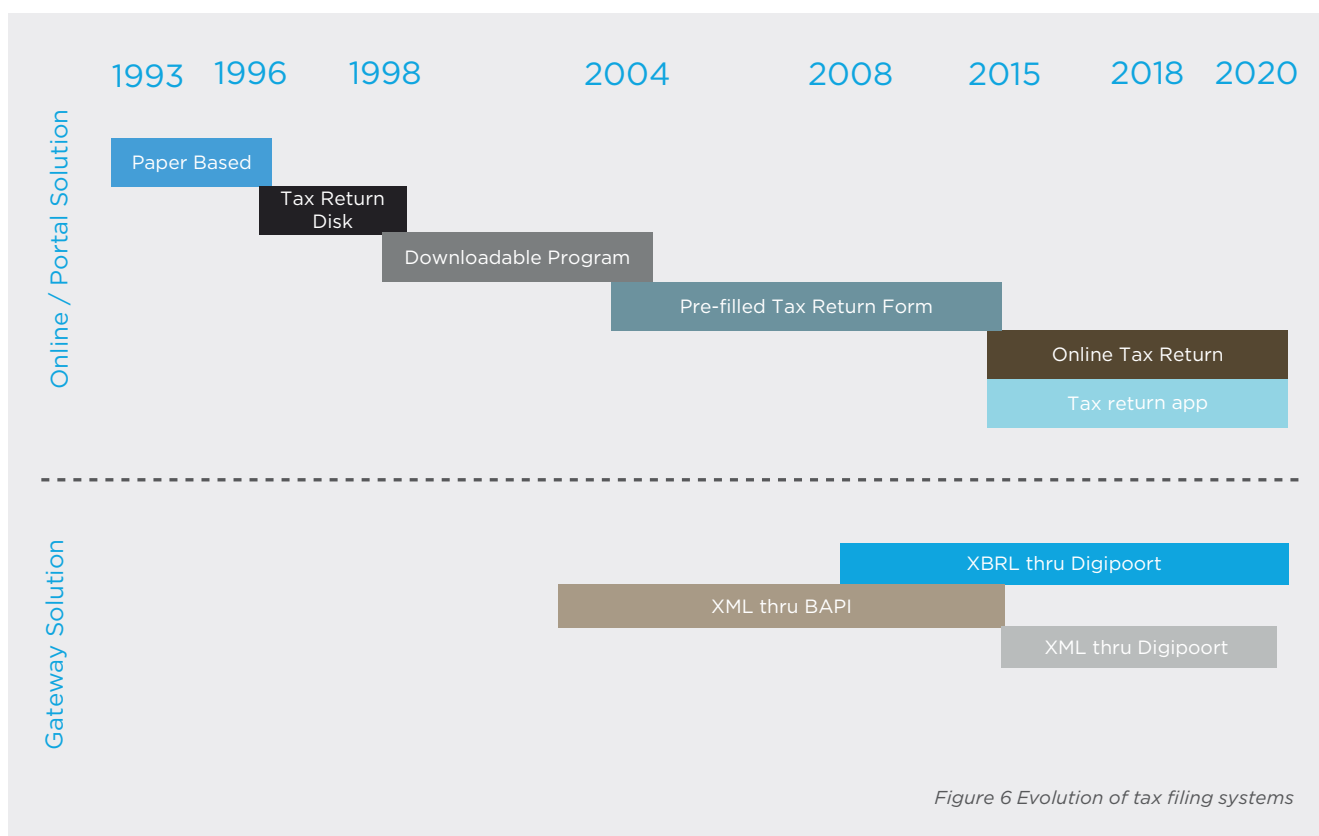 1993 1996 1998 2004 2008 2015 2018 2020
Online / Portal Solution
Paper Based
Tax Return
Disk
Downloadable Program
Pre-filled Tax Return Form
Online Tax Return
Tax return app
Gateway Solution
XBRL thru Digipoort
XML thru BAPI
XML thru Digipoort
Figure 6 Evolution of tax filing systems